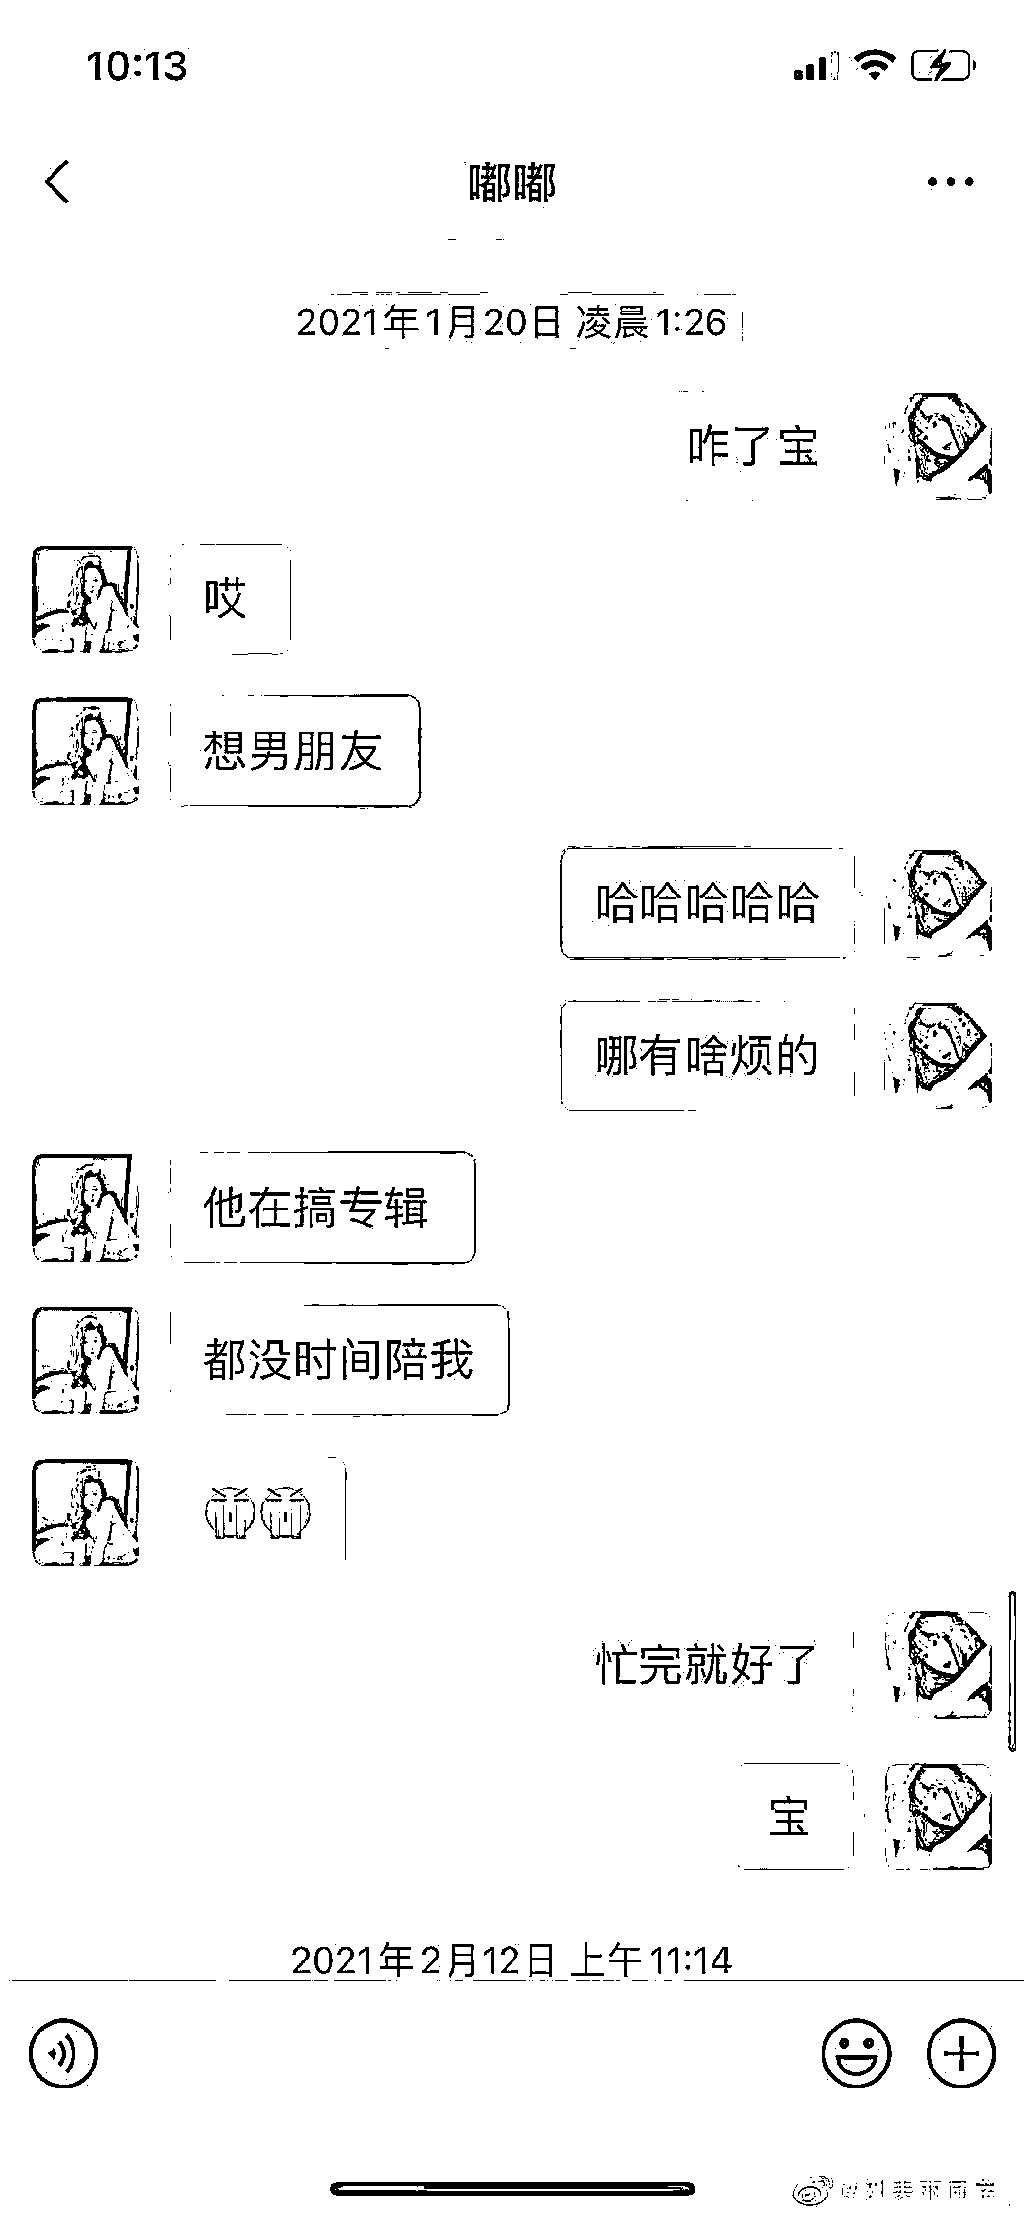 10:13
嘟嘟
2021年1月20日 凌晨1:26
咋了宝
哎
想男朋友
哈哈哈哈哈
哪有啥烦的
他在搞专辑
都没时间陪我
忙完就好了
宝
2021年2月12日 上午11:14